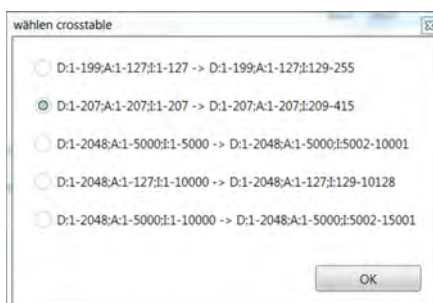 wählen crosstable
D:1-199;A:1-127;I:1-127 -> D:1-199;A:1-127;I:129-255
D:1-207;A:1-207;I:1-207 -> D:1-207;A:1-207;I:209-415
D:1-2048;A:1-5000;I:1-5000 -> D:1-2048;A:1-5000;I:5002-10001
D:1-2048;A:1-127;I:1-10000 -> D:1-2048;A:1-127;I:129-10128
D:1-2048;A:1-5000;I:1-10000 -> D:1-2048;A:1-5000;I:5002-15001
OK